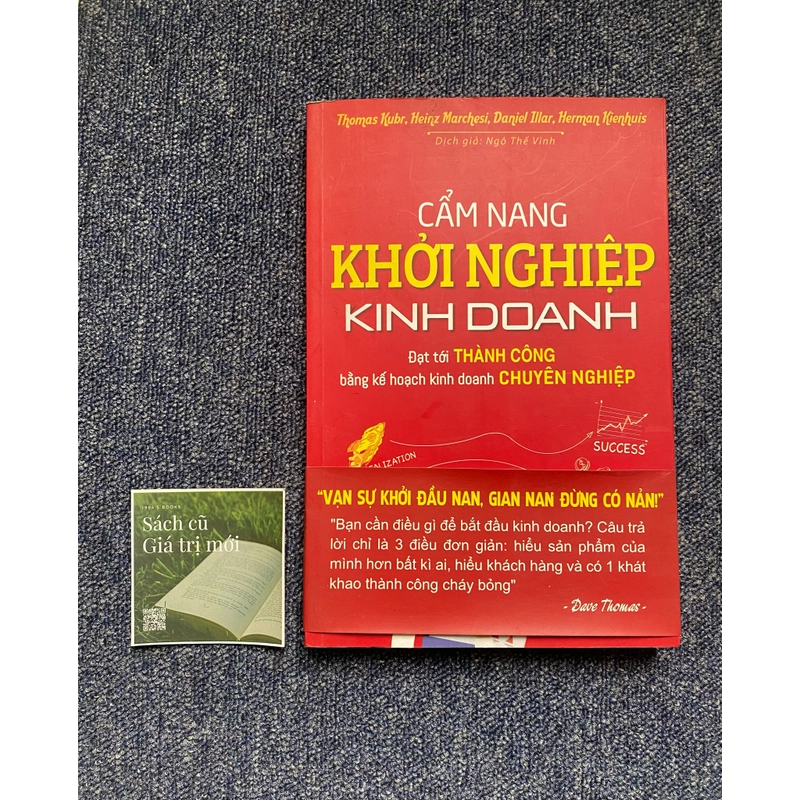 Thomas Kubr, Heinz Marchesi, Daniel Illar, Herman Kienhuis
Dịch giả: Ngô Thế Vinh
CẨM NANG
KHỞI NGHIỆP
KINH DOANH
Đạt tới THÀNH CÔNG
bằng kế hoạch kinh doanh CHUYÊN NGHIỆP
SUCCESS
"VẠN SỰ KHỞI ĐẦU NAN, GIAN NAN ĐỪNG CÓ NẢN!"
"Bạn cần điều gì để bắt đầu kinh doanh? Câu trả
lời chỉ là 3 điều đơn giản: hiểu sản phẩm của
mình hơn bất kì ai, hiểu khách hàng và có 1 khát
khao thành công cháy bỏng"
- Dave Thomas -
1984'S BOOKS
Sách cũ
Giá trị mới